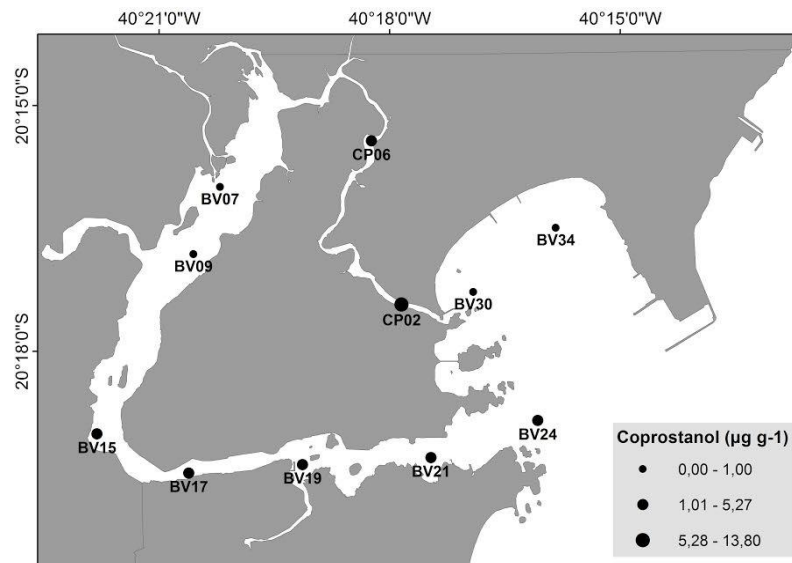 40°21'0"W 40°18'0"W 40°15'0"W
20°15'0"S
CP06
BV07
BV34
BV09
BV30
CP02
20°18'0"S
BV24
BV15
BV21
BV19
BV17
Coprostanol (µg g-1)
0,00 - 1,00
1,01 - 5,27
5,28 - 13,80